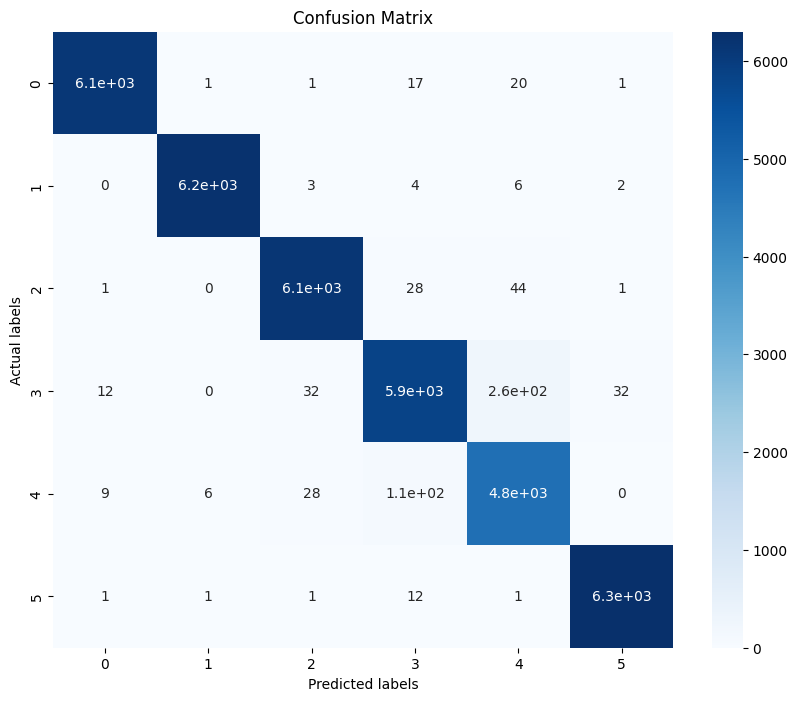 Confusion Matrix
0 6.1e+03 1 1 17 20 1
1 0 6.2e+03 3 4 6 2
2 1 0 6.1e+03 28 44 1
3 12 0 32 5.9e+03 2.6e+02 32
4 9 6 28 1.1e+02 4.8e+03 0
5 1 1 1 12 1 6.3e+03
0 1 2 3 4 5
Predicted labels
Actual labels
6000
5000
4000
3000
2000
1000
0